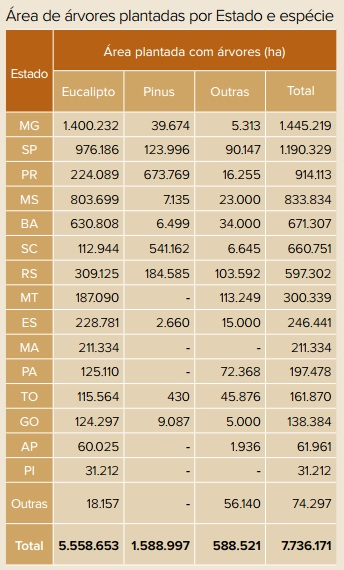 Área de árvores plantadas por Estado e espécie
Estado
Área plantada com árvores (ha)
Eucalipto Pinus Outras Total
MG 1.400.232 39.674 5.313 1.445.219
SP 976.186 123.996 90.147 1.190.329
PR 224.089 673.769 16.255 914.113
MS 803.699 7.135 23.000 833.834
BA 630.808 6.499 34.000 671.307
SC 112.944 541.162 6.645 660.751
RS 309.125 184.585 103.592 597.302
MT 187.090 - 113.249 300.339
ES 228.781 2.660 15.000 246.441
MA 211.334 - - 211.334
PA 125.110 - 72.368 197.478
TO 115.564 430 45.876 161.870
GO 124.297 9.087 5.000 138.384
AP 60.025 - 1.936 61.961
PI 31.212 - - 31.212
Outras 18.157 - 56.140 74.297
Total 5.558.653 1.588.997 588.521 7.736.171